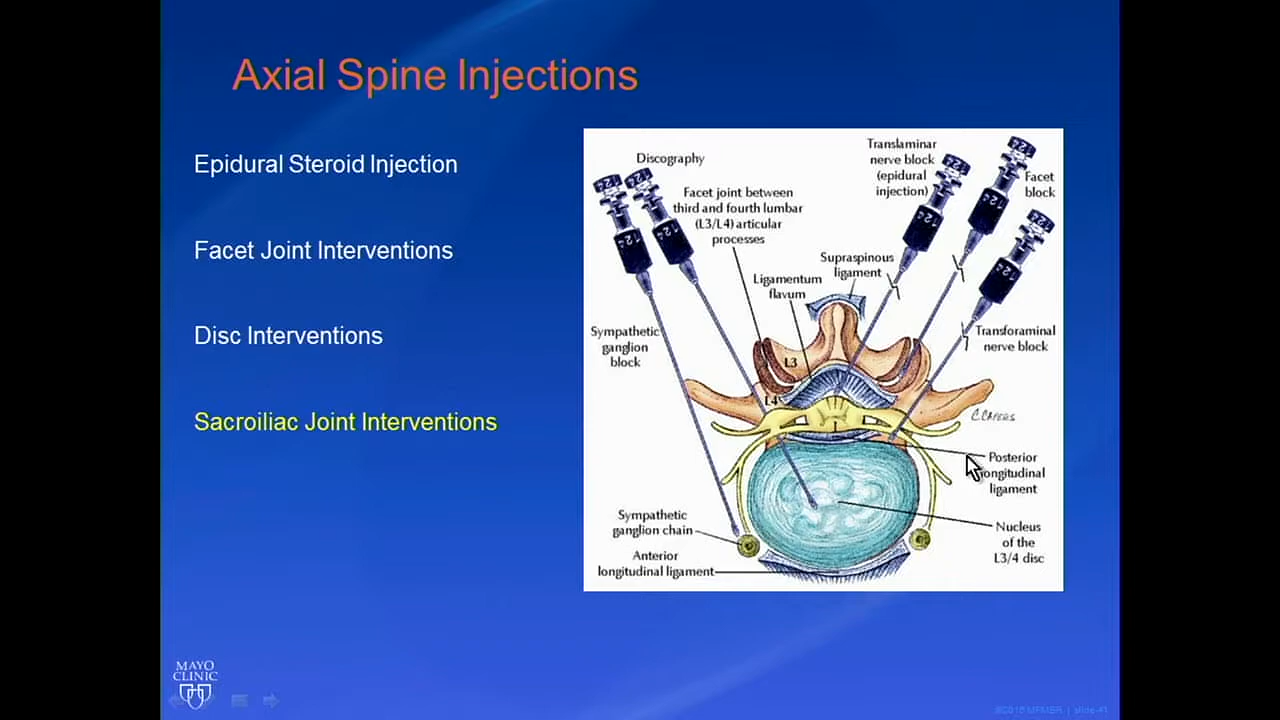 Axial Spine Injections
Epidural Steroid Injection
Facet Joint Interventions
Disc Interventions
Sacroiliac Joint Interventions
Discography
Facet joint between
third and fourth lumbar
(L3/L4) articular
processes
Translaminar
nerve block
(epidural
injection)
Facet
block
Supraspinous
ligament
Ligamentum
flavum
Sympathetic
ganglion
block
Transforaminal
nerve block
L3
L4
C.CAPERS
Posterior
longitudinal
ligament
Sympathetic
ganglion chain
Nucleus
of the
L3/4 disc
Anterior
longitudinal ligament
MAYO
CLINIC